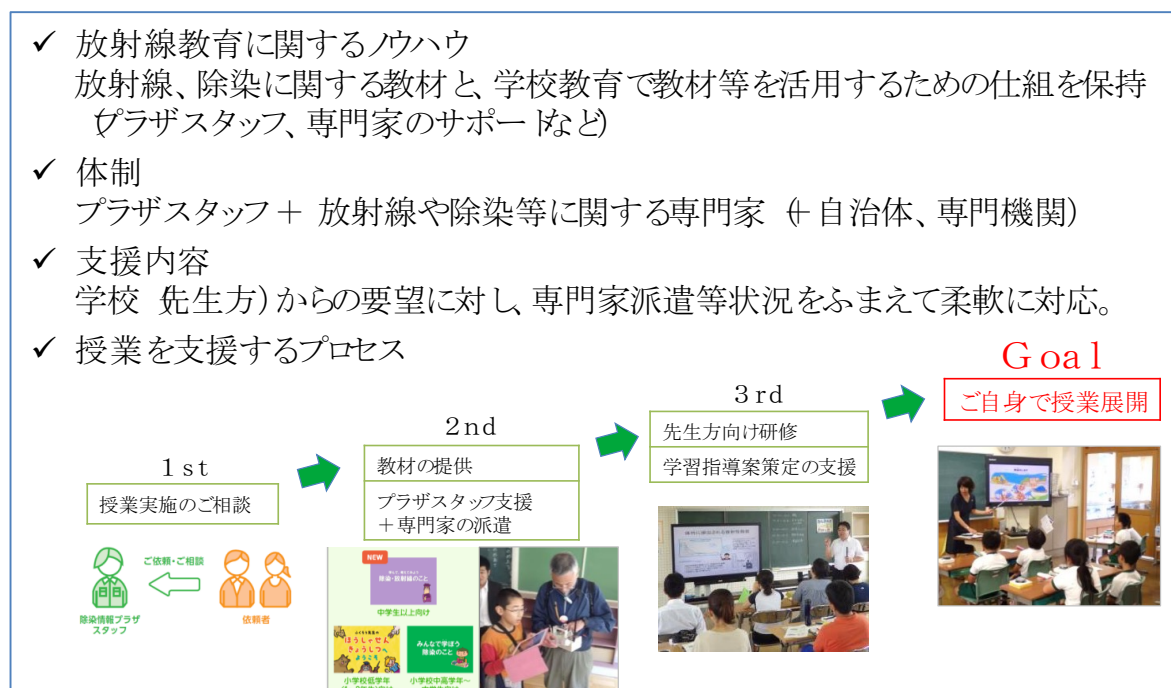 ✓ 放射線教育に関するノウハウ
放射線、除染に関する教材と、学校教育で教材等を活用するための仕組を保持
(プラザスタッフ、専門家のサポートなど)
✓ 体制
プラザスタッフ＋ 放射線や除染等に関する専門家 (＋自治体、専門機関)
✓ 支援内容
学校 (先生方)からの要望に対し、専門家派遣等状況をふまえて柔軟に対応。
✓ 授業を支援するプロセス
Goal
ご自身で授業展開
3rd
先生方向け研修
学習指導案策定の支援
2nd
教材の提供
プラザスタッフ支援
＋専門家の派遣
1st
授業実施のご相談
ご依頼・ご相談
除染情報プラザ
スタッフ
依頼者
NEW
除染・放射線のこと
中学生以上向け
ほうしゃせん
きょうしつへ
ようこそ
みんなで学ぼう
除染のこと
小学校低学年
小学校中高学年～